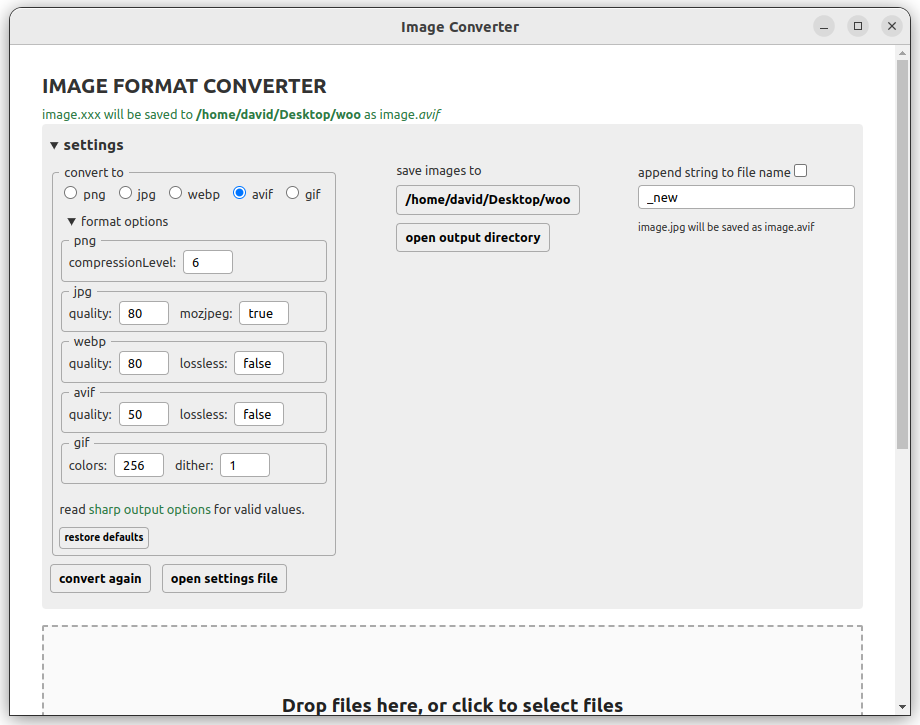 Image Converter
IMAGE FORMAT CONVERTER
image.xxx will be saved to /home/david/Desktop/woo as image.avif
▼ settings
convert to
png jpg webp avif gif
▼ format options
png
compressionLevel: 6
jpg
quality: 80 mozjpeg: true
webp
quality: 80 lossless: false
avif
quality: 50 lossless: false
gif
colors: 256 dither: 1
read sharp output options for valid values.
restore defaults
convert again open settings file
save images to
/home/david/Desktop/woo
open output directory
append string to file name
_new
image.jpg will be saved as image.avif
Drop files here, or click to select files